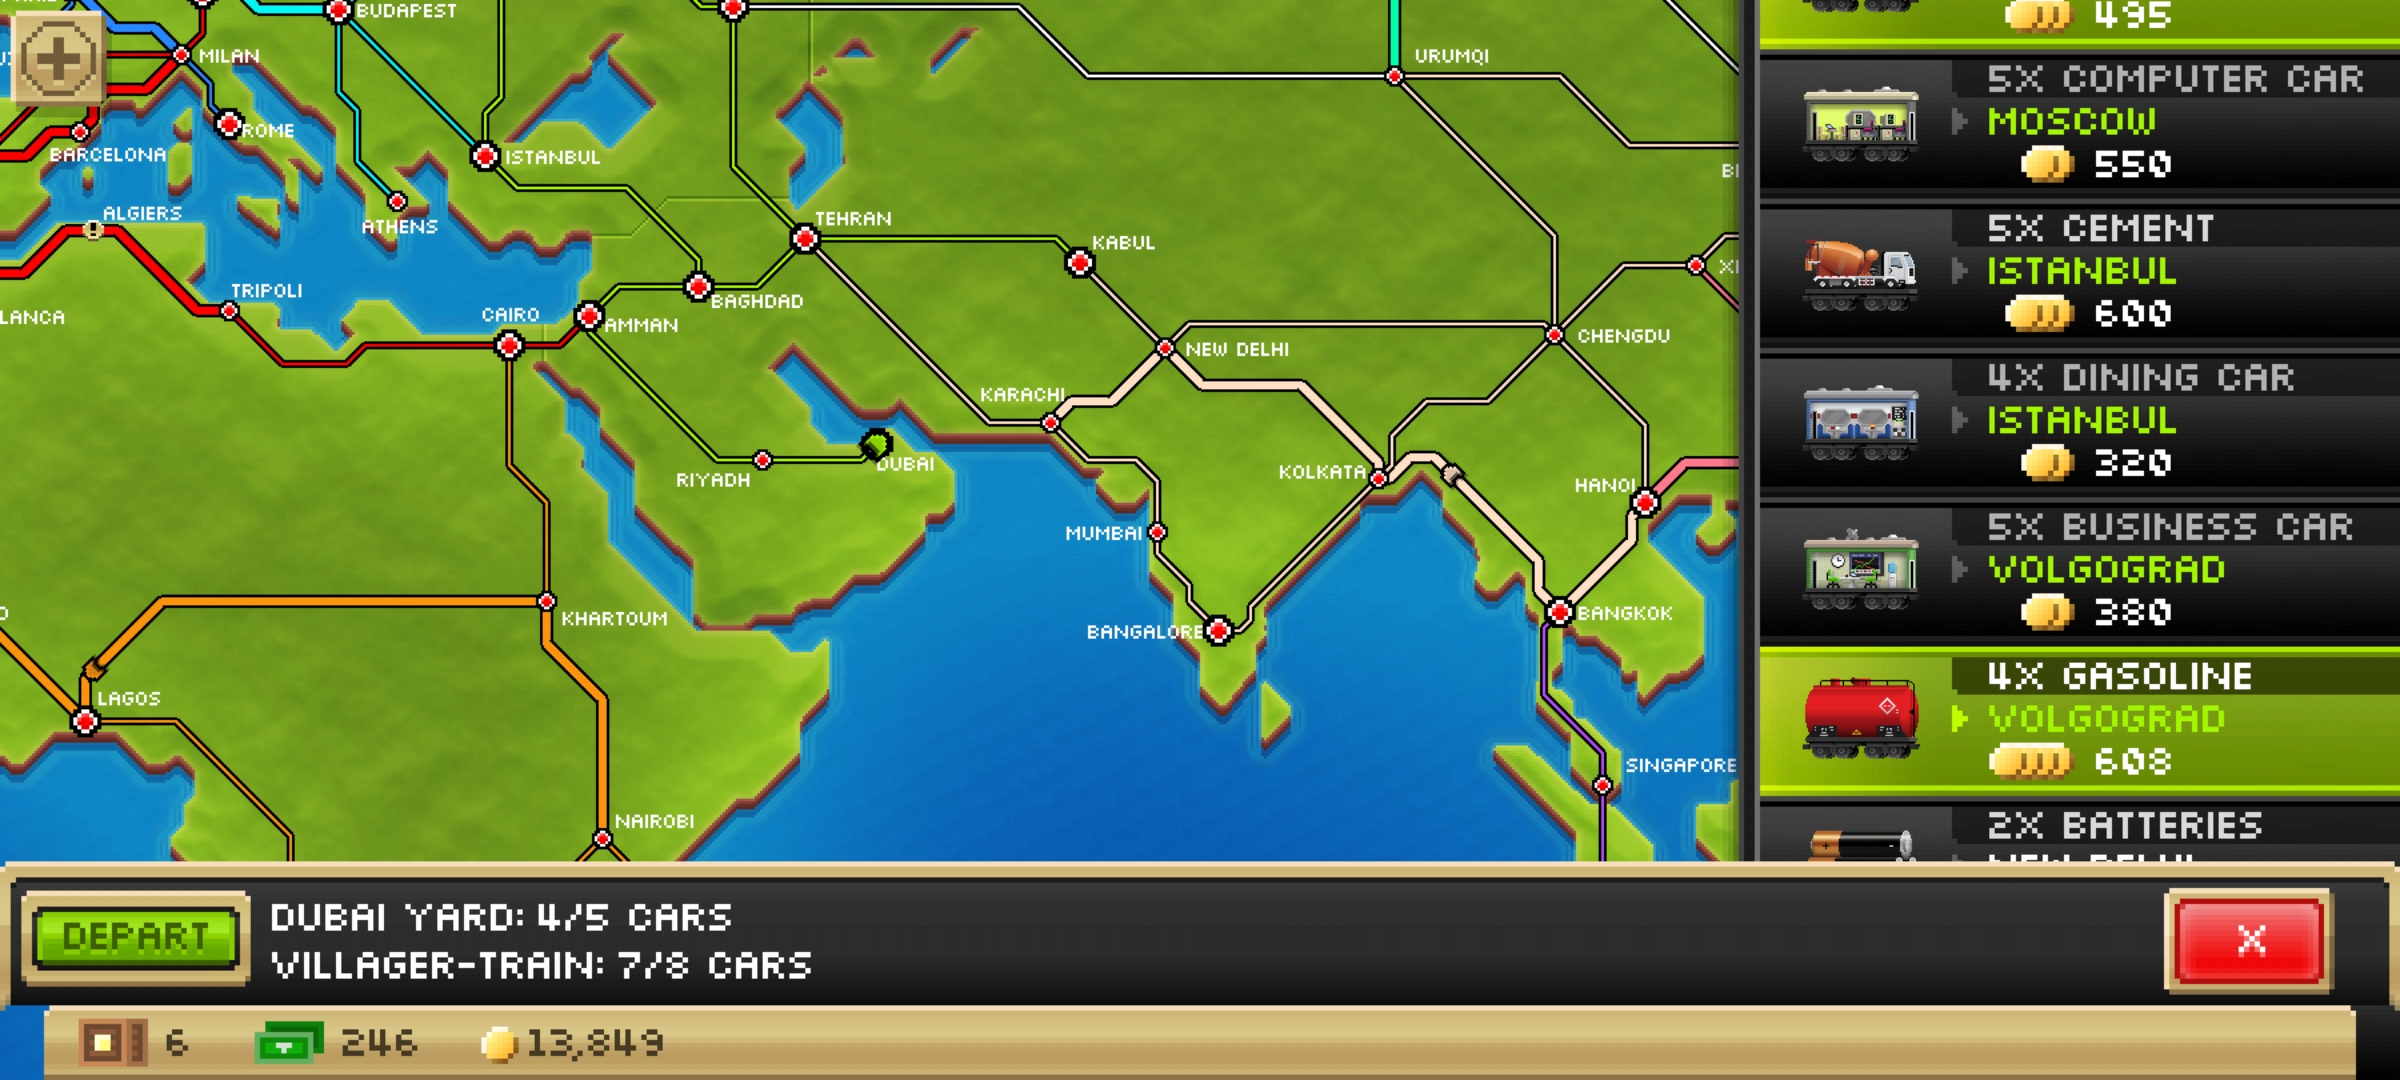 BUDAPEST
MILAN
ROME
BARCELONA
ISTANBUL
ALGIERS
ATHENS
TRIPOLI
LANCA
CAIRO
AMMAN
BAGHDAD
TEHRAN
KABUL
URUMQI
NEW DELHI
CHENGDU
KARACHI
RIYADH
DUBAI
KOLKATA
HANOI
MUMBAI
BANGALORE
BANGKOK
KHARTOUM
LAGOS
NAIROBI
SINGAPORE
495
5X COMPUTER CAR
MOSCOW
550
5X CEMENT
ISTANBUL
600
4X DINING CAR
ISTANBUL
320
5X BUSINESS CAR
VOLGOGRAD
380
4X GASOLINE
VOLGOGRAD
608
2X BATTERIES
NEW DELHI
DEPART
DUBAI YARD: 4/5 CARS
VILLAGER-TRAIN: 7/8 CARS
X
6
246
13,849